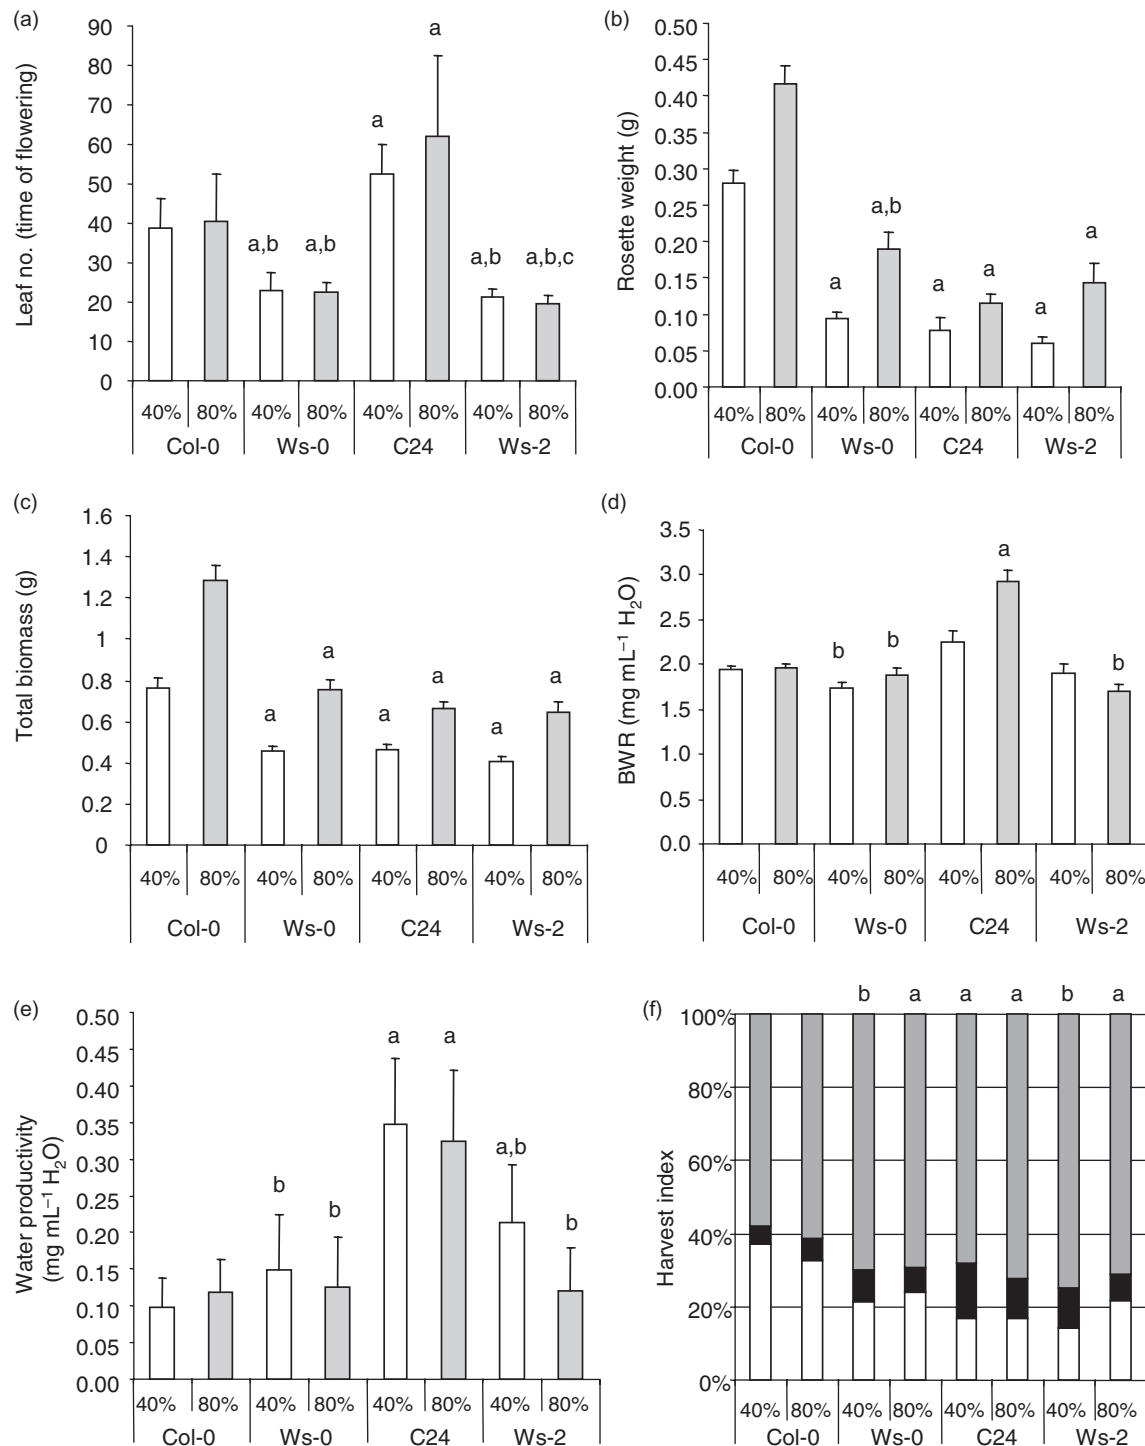 (a)
Leaf no. (time of flowering)
90
80
70
60
50
40
30
20
10
0
a,b a,b a a a,b a,b,c
40% 80% 40% 80% 40% 80% 40% 80%
Col-0 Ws-0 C24 Ws-2
(b)
Rosette weight (g)
0.50
0.45
0.40
0.35
0.30
0.25
0.20
0.15
0.10
0.05
0.00
a a,b a a a a
40% 80% 40% 80% 40% 80% 40% 80%
Col-0 Ws-0 C24 Ws-2
(c)
Total biomass (g)
1.6
1.4
1.2
1
0.8
0.6
0.4
0.2
0
a a a a a a
40% 80% 40% 80% 40% 80% 40% 80%
Col-0 Ws-0 C24 Ws-2
(d)
BWR (mg mL⁻¹ H₂O)
3.5
3.0
2.5
2.0
1.5
1.0
0.5
0.0
b b a b
40% 80% 40% 80% 40% 80% 40% 80%
Col-0 Ws-0 C24 Ws-2
(e)
Water productivity
(mg mL⁻¹ H₂O)
0.50
0.45
0.40
0.35
0.30
0.25
0.20
0.15
0.10
0.05
0.00
b b a a a,b b
40% 80% 40% 80% 40% 80% 40% 80%
Col-0 Ws-0 C24 Ws-2
(f)
Harvest index
b a a a b a
100%
80%
60%
40%
20%
0%
40% 80% 40% 80% 40% 80% 40% 80%
Col-0 Ws-0 C24 Ws-2